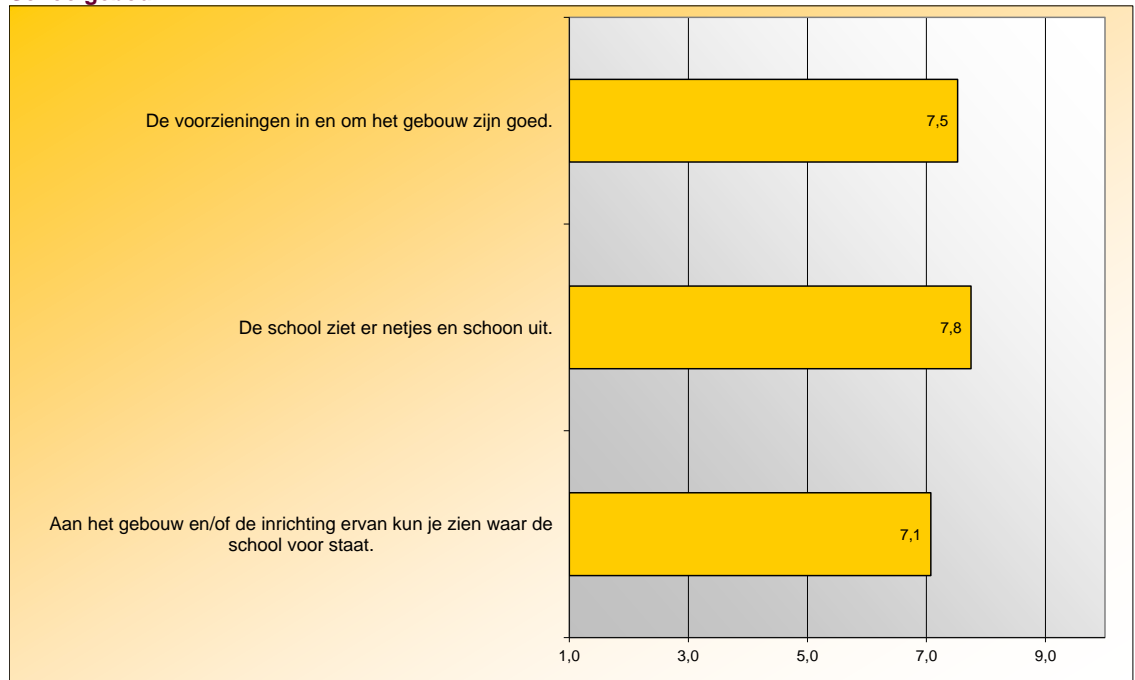 De voorzieningen in en om het gebouw zijn goed.
7,5
De school ziet er netjes en schoon uit.
7,8
Aan het gebouw en/of de inrichting ervan kun je zien waar de
school voor staat.
7,1
1,0 3,0 5,0 7,0 9,0